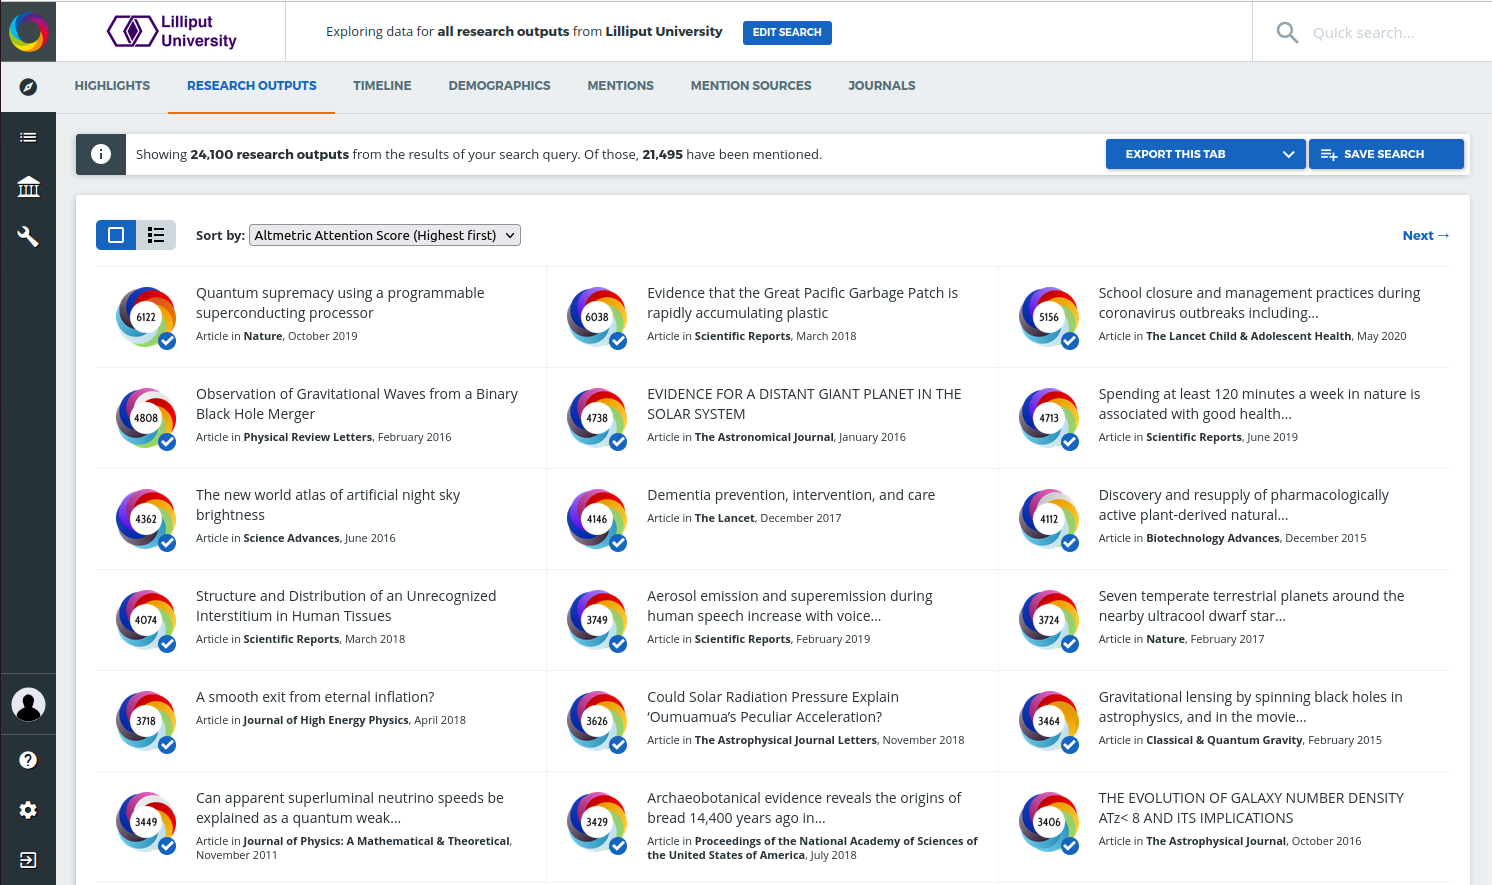 Lilliput
University
Exploring data for all research outputs from Lilliput University
EDIT SEARCH
Quick search...
HIGHLIGHTS
RESEARCH OUTPUTS
TIMELINE
DEMOGRAPHICS
MENTIONS
MENTION SOURCES
JOURNALS
Showing 24,100 research outputs from the results of your search query. Of those, 21,495 have been mentioned.
EXPORT THIS TAB
SAVE SEARCH
Sort by: Altmetric Attention Score (Highest first)
Next →
6122
Quantum supremacy using a programmable
superconducting processor
Article in Nature, October 2019
6038
Evidence that the Great Pacific Garbage Patch is
rapidly accumulating plastic
Article in Scientific Reports, March 2018
5156
School closure and management practices during
coronavirus outbreaks including...
Article in The Lancet Child & Adolescent Health, May 2020
4808
Observation of Gravitational Waves from a Binary
Black Hole Merger
Article in Physical Review Letters, February 2016
4738
EVIDENCE FOR A DISTANT GIANT PLANET IN THE
SOLAR SYSTEM
Article in The Astronomical Journal, January 2016
4713
Spending at least 120 minutes a week in nature is
associated with good health...
Article in Scientific Reports, June 2019
4362
The new world atlas of artificial night sky
brightness
Article in Science Advances, June 2016
4146
Dementia prevention, intervention, and care
Article in The Lancet, December 2017
4112
Discovery and resupply of pharmacologically
active plant-derived natural...
Article in Biotechnology Advances, December 2015
4074
Structure and Distribution of an Unrecognized
Interstitium in Human Tissues
Article in Scientific Reports, March 2018
3749
Aerosol emission and superemission during
human speech increase with voice...
Article in Scientific Reports, February 2019
3724
Seven temperate terrestrial planets around the
nearby ultracool dwarf star...
Article in Nature, February 2017
3718
A smooth exit from eternal inflation?
Article in Journal of High Energy Physics, April 2018
3626
Could Solar Radiation Pressure Explain
‘Oumuamua’s Peculiar Acceleration?
Article in The Astrophysical Journal Letters, November 2018
3464
Gravitational lensing by spinning black holes in
astrophysics, and in the movie...
Article in Classical & Quantum Gravity, February 2015
3449
Can apparent superluminal neutrino speeds be
explained as a quantum weak...
Article in Journal of Physics: A Mathematical & Theoretical,
November 2011
3429
Archaeobotanical evidence reveals the origins of
bread 14,400 years ago in...
Article in Proceedings of the National Academy of Sciences of
the United States of America, July 2018
3406
THE EVOLUTION OF GALAXY NUMBER DENSITY
ATz< 8 AND ITS IMPLICATIONS
Article in The Astrophysical Journal, October 2016